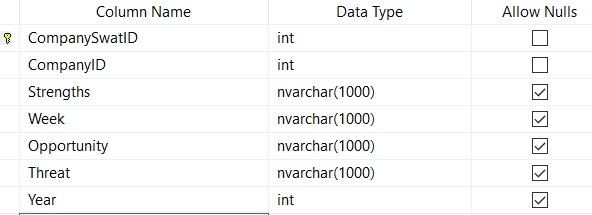 Column Name Data Type Allow Nulls
CompanySwatID int
CompanyID int
Strengths nvarchar(1000)
Week nvarchar(1000)
Opportunity nvarchar(1000)
Threat nvarchar(1000)
Year int